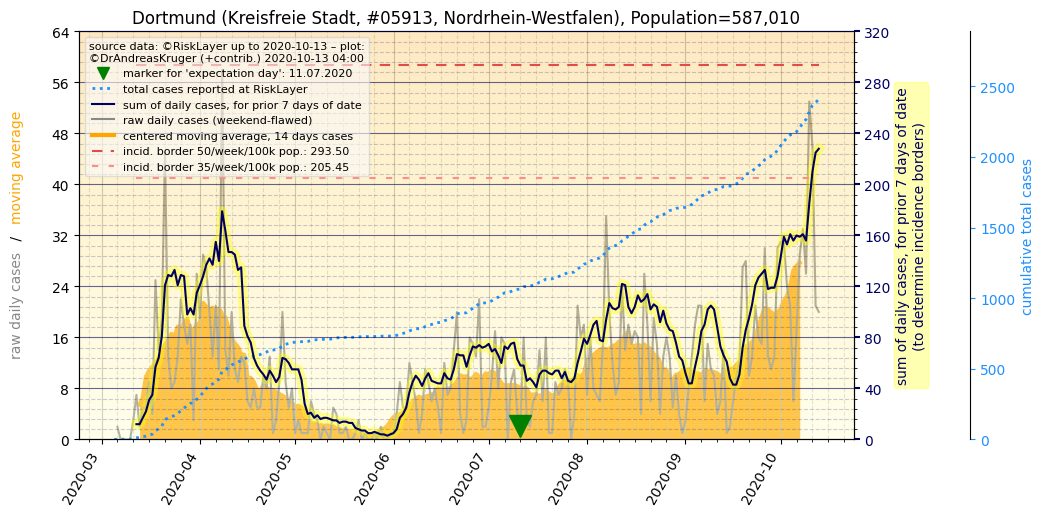 Dortmund (Kreisfreie Stadt, #05913, Nordrhein-Westfalen), Population=587,010
source data: ©RiskLayer up to 2020-10-13 – plot:
©DrAndreasKruger (+contrib.) 2020-10-13 04:00
marker for 'expectation day': 11.07.2020
total cases reported at RiskLayer
sum of daily cases, for prior 7 days of date
raw daily cases (weekend-flawed)
centered moving average, 14 days cases
incid. border 50/week/100k pop.: 293.50
incid. border 35/week/100k pop.: 205.45
raw daily cases / moving average
64
56
48
40
32
24
16
8
0
320
280
240
200
160
120
80
40
0
sum of daily cases, for prior 7 days of date
(to determine incidence borders)
2500
2000
1500
1000
500
0
cumulative total cases
2020-03
2020-04
2020-05
2020-06
2020-07
2020-08
2020-09
2020-10